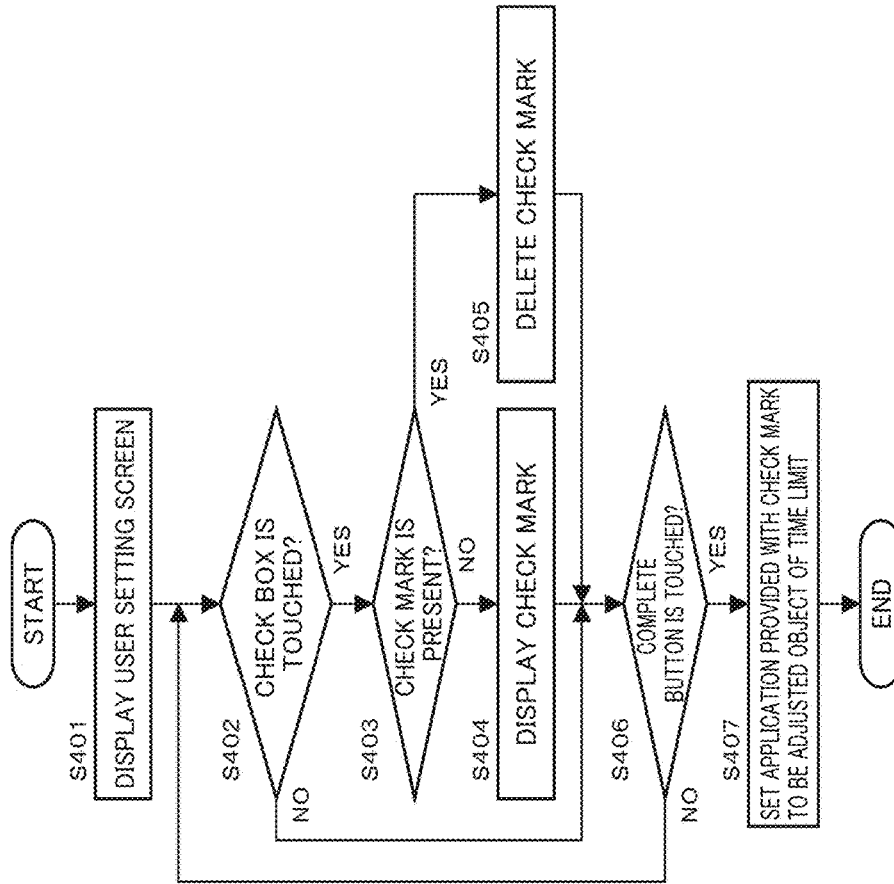 START
S401
DISPLAY USER SETTING SCREEN
S402
CHECK BOX IS
TOUCHED?
NO
YES
S403
CHECK MARK IS
PRESENT?
YES
NO
S404
DISPLAY CHECK MARK
S405
DELETE CHECK MARK
S406
COMPLETE
BUTTON IS TOUCHED?
NO
YES
S407
SET APPLICATION PROVIDED WITH CHECK MARK
TO BE ADJUSTED OBJECT OF TIME LIMIT
END